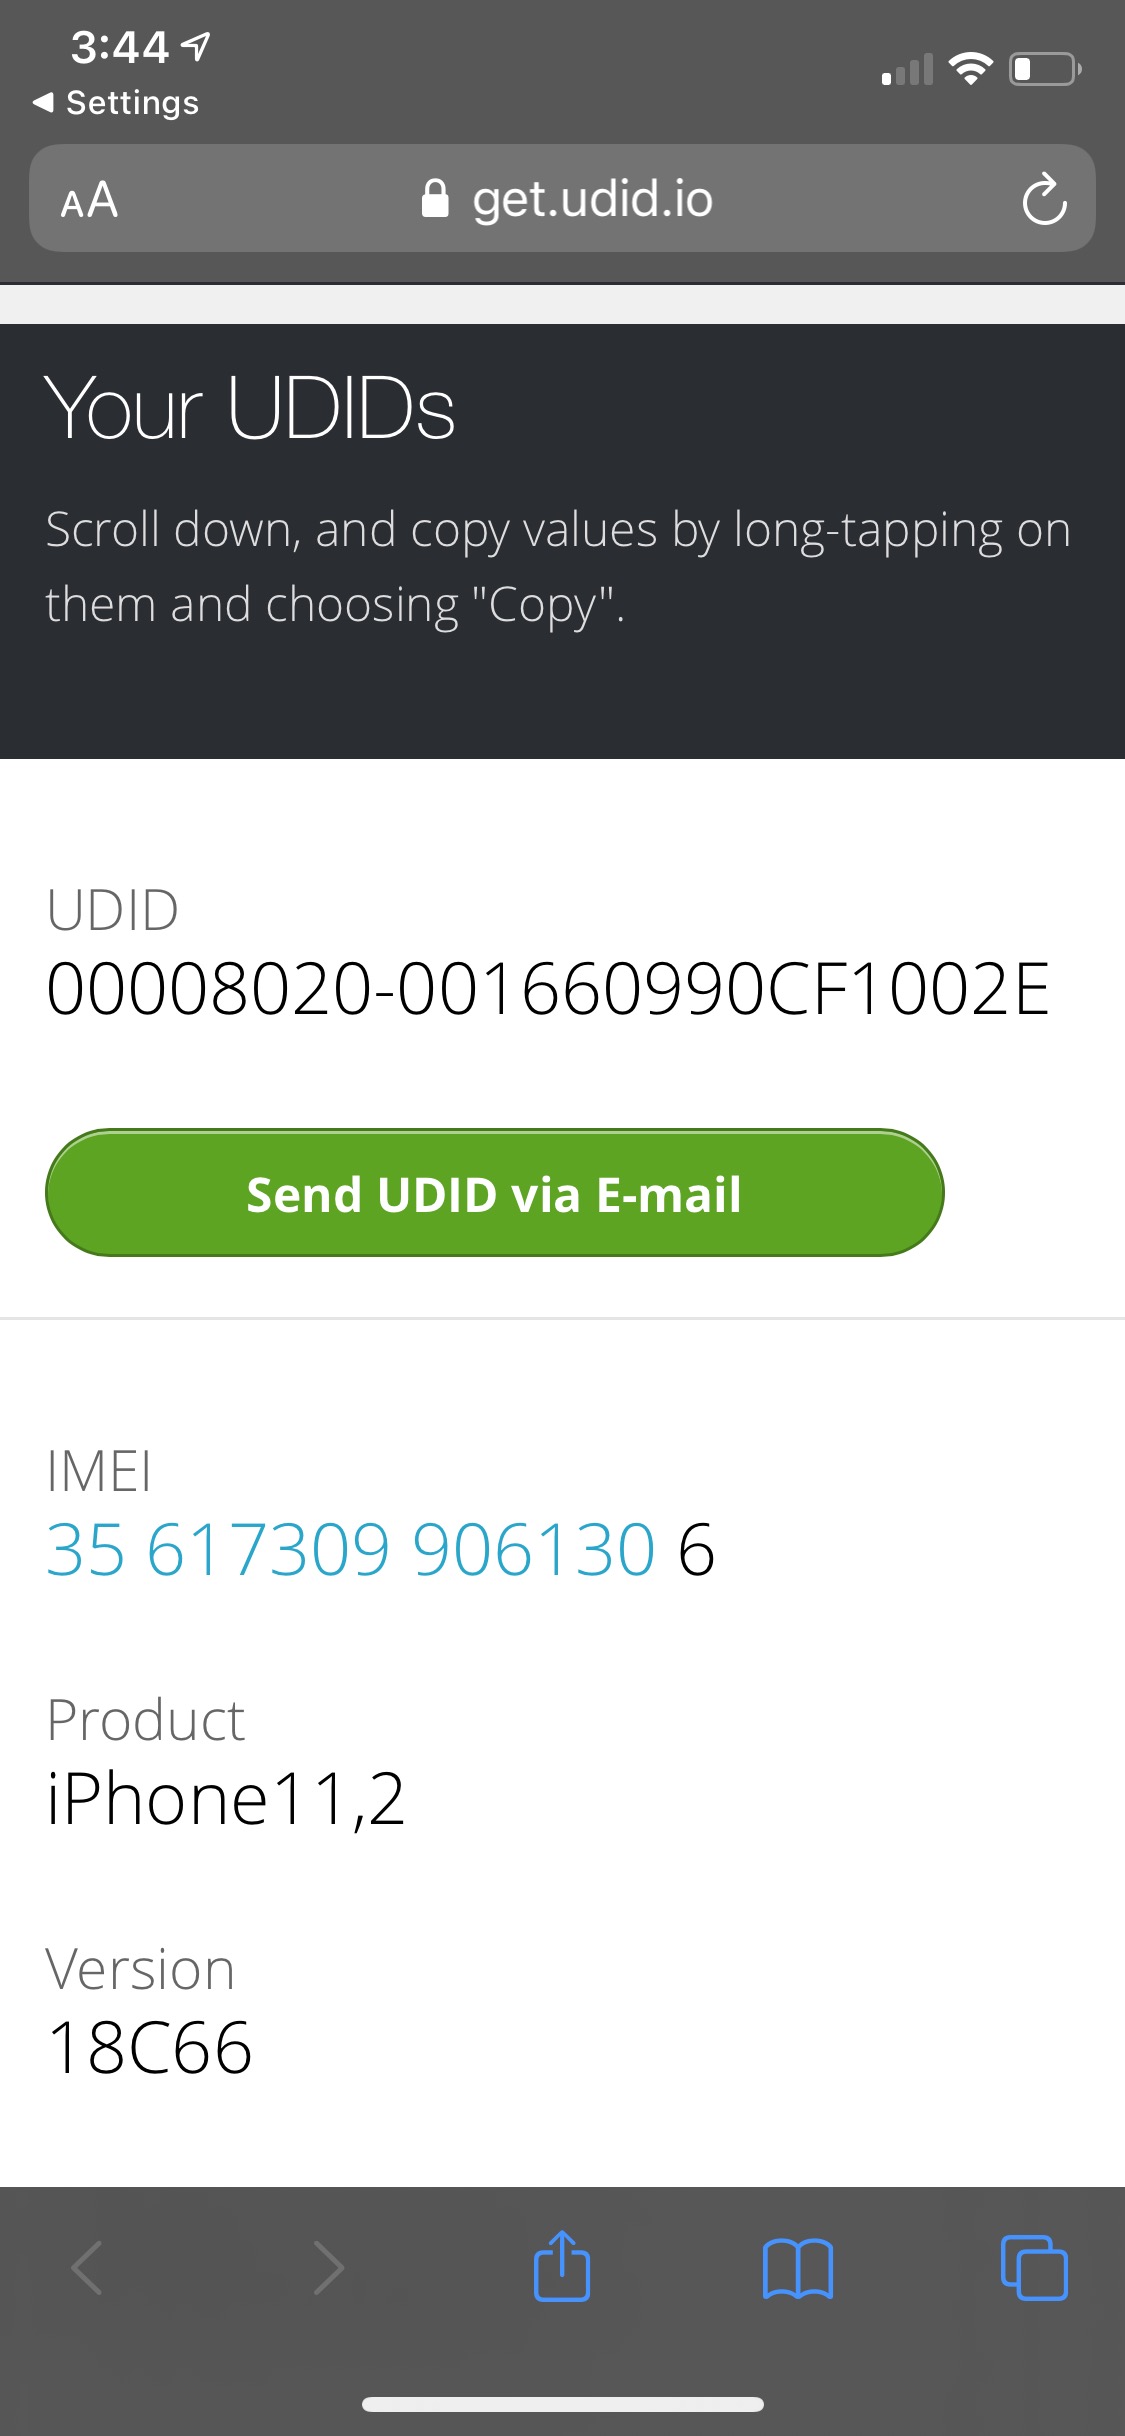 3:44
Settings
AA get.udid.io
Your UDIDs
Scroll down, and copy values by long-tapping on
them and choosing "Copy".
UDID
00008020-001660990CF1002E
Send UDID via E-mail
IMEI
35 617309 906130 6
Product
iPhone11,2
Version
18C66